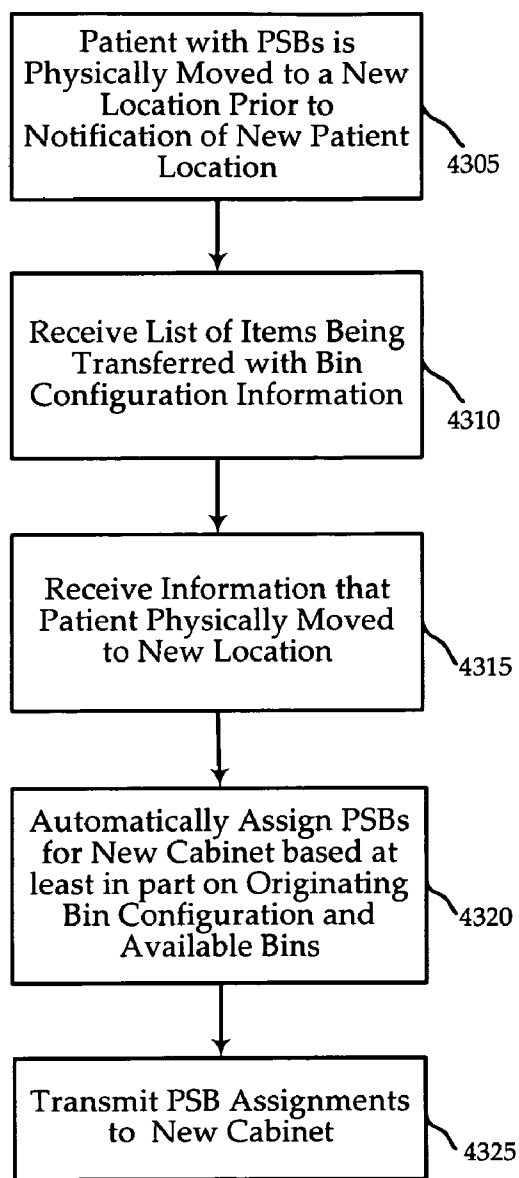 Patient with PSBs is
Physically Moved to a New
Location Prior to
Notification of New Patient
Location
4305
Receive List of Items Being
Transferred with Bin
Configuration Information
4310
Receive Information that
Patient Physically Moved
to New Location
4315
Automatically Assign PSBs
for New Cabinet based at
least in part on Originating
Bin Configuration and
Available Bins
4320
Transmit PSB Assignments
to New Cabinet
4325